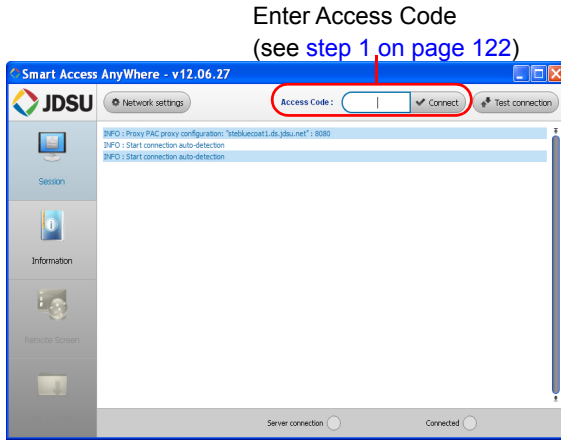 Enter Access Code
(see step 1 on page 122)
Smart Access AnyWhere - v12.06.27
JDSU
Network settings
Access Code :
Connect
Test connection
INFO : Proxy PAC proxy configuration: "stebluecoat1.ds.jdsu.net" : 8080
INFO : Start connection auto-detection
INFO : Start connection auto-detection
Session
Information
Remote Screen
Server connection
Connected